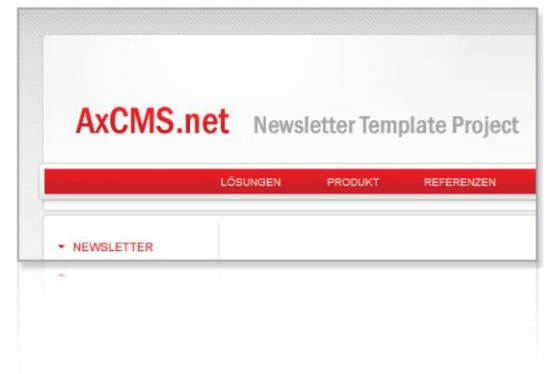 AxCMS.net Newsletter Template Project
LÖSUNGEN PRODUKT REFERENZEN
NEWSLETTER